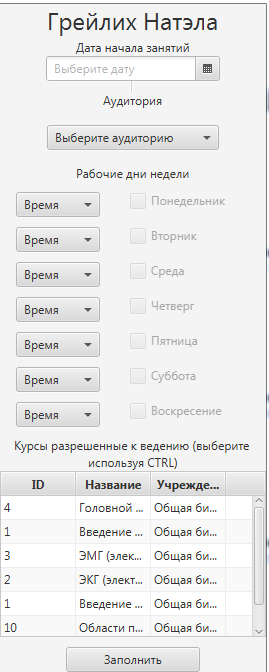 Грейлих Натэла
Дата начала занятий
Выберите дату
Аудитория
Выберите аудиторию
Рабочие дни недели
Время Понедельник
Время Вторник
Время Среда
Время Четверг
Время Пятница
Время Суббота
Время Воскресение
Курсы разрешенные к ведению (выберите
используя CTRL)
ID Название Учрежде...
4 Головной ... Общая би...
1 Введение ... Общая би...
3 ЭМГ (элек... Общая би...
2 ЭКГ (элект... Общая би...
1 Введение ... Общая би...
10 Области п... Общая би...
Заполнить